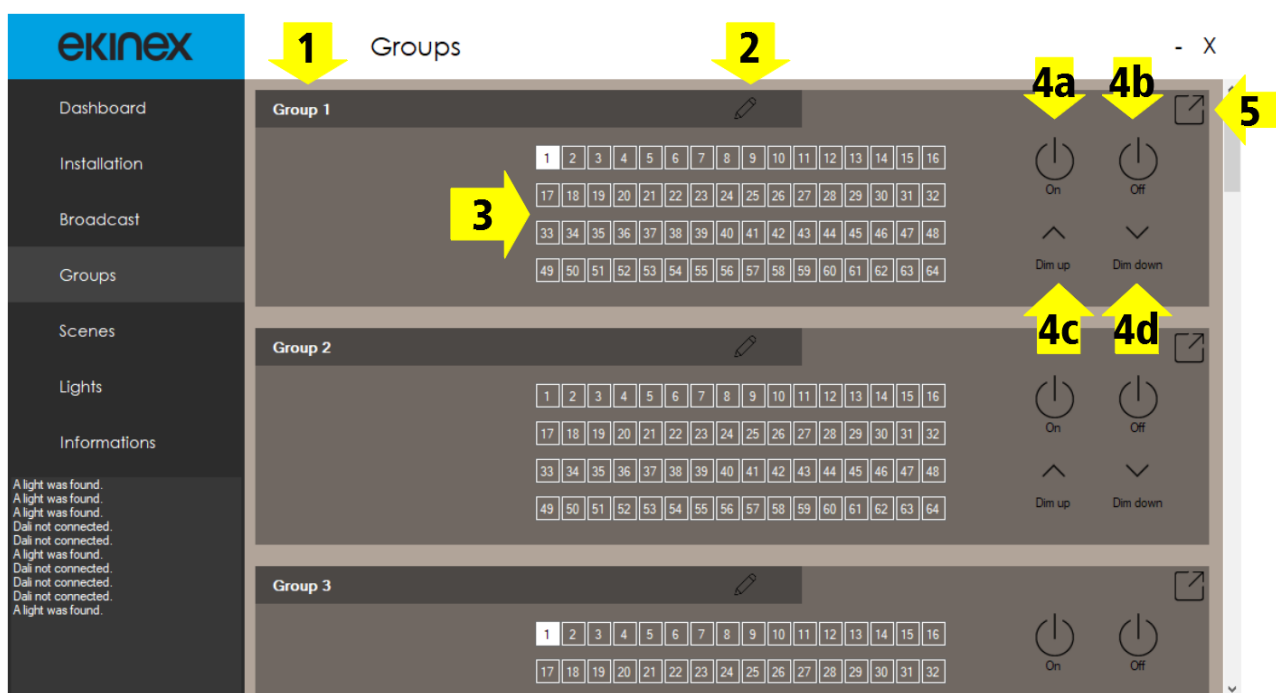 ekinex
1
Groups
2
- X
Dashboard
Installation
Broadcast
Groups
Scenes
Lights
Informations
A light was found.
A light was found.
A light was found.
Dali not connected.
Dali not connected.
A light was found.
Dali not connected.
Dali not connected.
Dali not connected.
A light was found.
Group 1
4a 4b
5
3
1 2 3 4 5 6 7 8 9 10 11 12 13 14 15 16
17 18 19 20 21 22 23 24 25 26 27 28 29 30 31 32
33 34 35 36 37 38 39 40 41 42 43 44 45 46 47 48
49 50 51 52 53 54 55 56 57 58 59 60 61 62 63 64
On Off
Dim up Dim down
4c 4d
Group 2
1 2 3 4 5 6 7 8 9 10 11 12 13 14 15 16
17 18 19 20 21 22 23 24 25 26 27 28 29 30 31 32
33 34 35 36 37 38 39 40 41 42 43 44 45 46 47 48
49 50 51 52 53 54 55 56 57 58 59 60 61 62 63 64
On Off
Dim up Dim down
Group 3
1 2 3 4 5 6 7 8 9 10 11 12 13 14 15 16
17 18 19 20 21 22 23 24 25 26 27 28 29 30 31 32
On Off